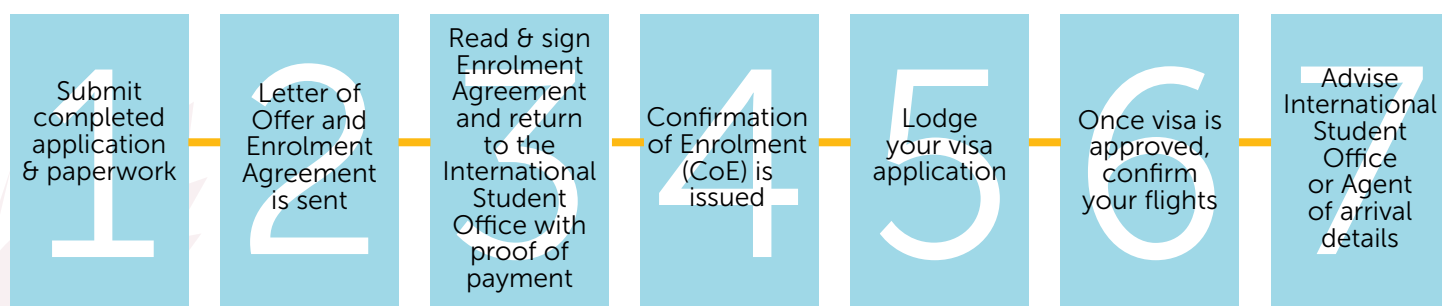 1
Submit
completed
application
& paperwork
2
Letter of
Offer and
Enrolment
Agreement
is sent
3
Read & sign
Enrolment
Agreement
and return
to the
International
Student
Office with
proof of
payment
4
Confirmation
of Enrolment
(CoE) is
issued
5
Lodge
your visa
application
6
Once visa is
approved,
confirm
your flights
7
Advise
International
Student
Office
or Agent
of arrival
details